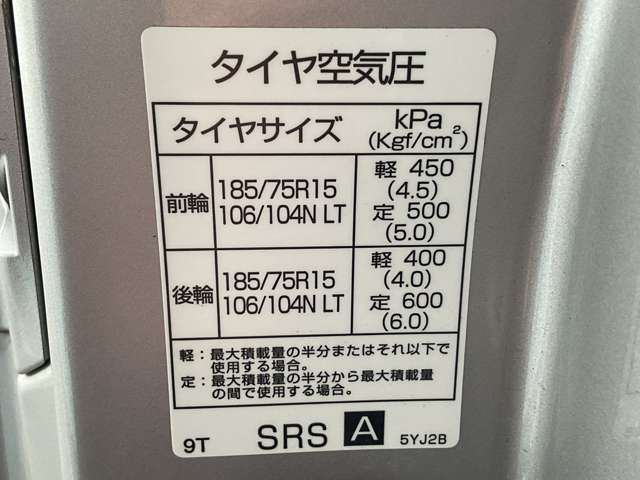 タイヤ空気圧
タイヤサイズ kPa (Kgf/cm²)
前輪 185/75R15 106/104N LT
軽 450
(4.5)
定 500
(5.0)
後輪 185/75R15 106/104N LT
軽 400
(4.0)
定 600
(6.0)
軽:最大積載量の半分またはそれ以下で
使用する場合。
定:最大積載量の半分から最大積載量
の間で使用する場合。
9T SRS A 5YJ2B